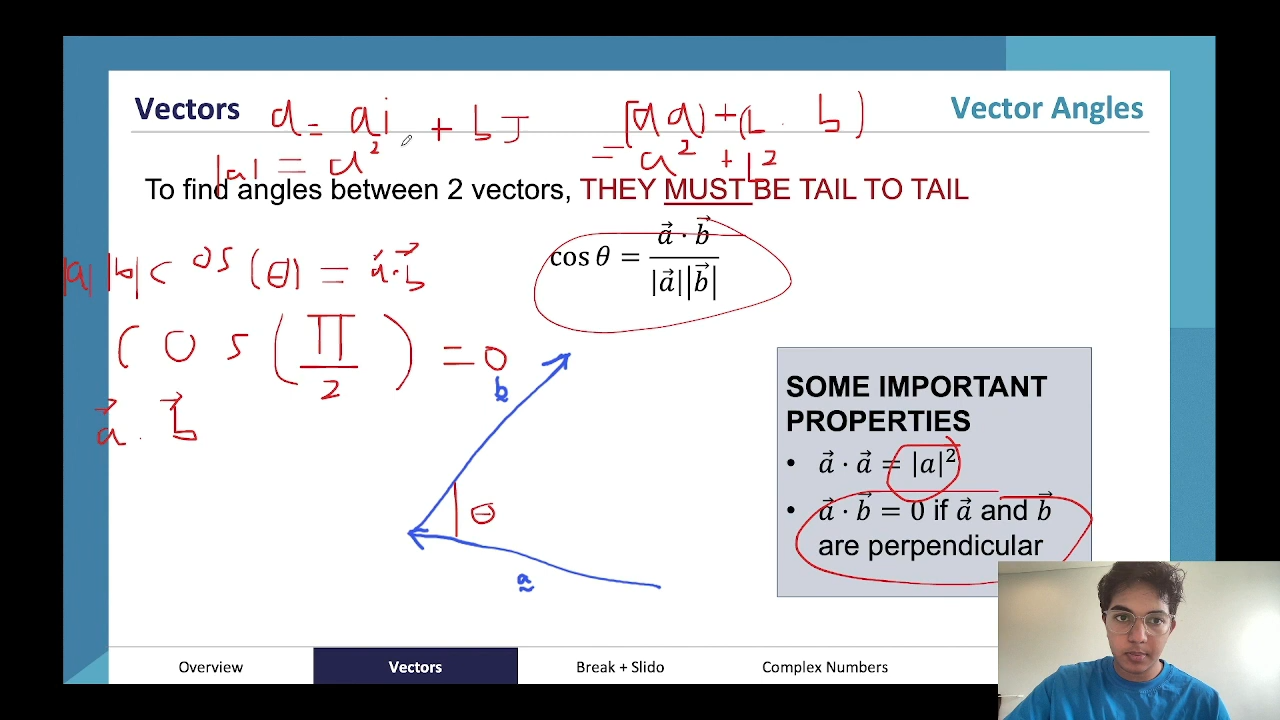 Vectors
Vector Angles
a = ai + bJ
(a a) + (b . b)
|a| = a²
= a² + b²
To find angles between 2 vectors, THEY MUST BE TAIL TO TAIL
cos θ = a⃗ · b⃗ / |a⃗||b⃗|
|a| |b| cos (θ) = a⃗ · b⃗
cos (π/2) = 0
a⃗ . b⃗
b
θ
a
SOME IMPORTANT
PROPERTIES
• a⃗ · a⃗ = |a|²
• a⃗ · b⃗ = 0 if a⃗ and b⃗
are perpendicular
Overview
Vectors
Break + Slido
Complex Numbers